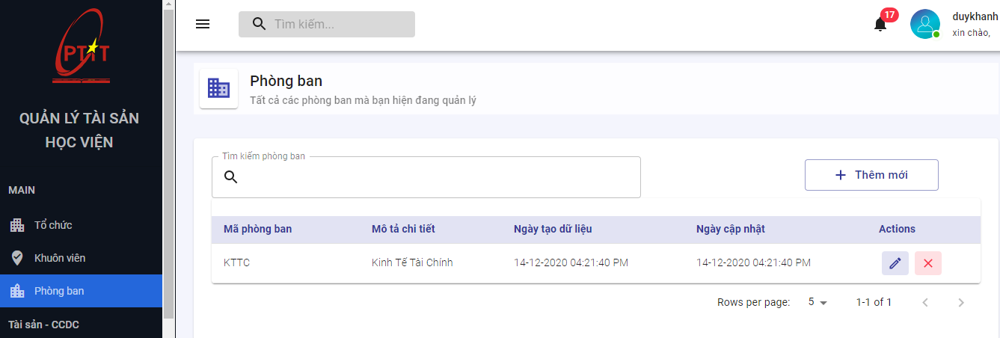 PTIT
QUẢN LÝ TÀI SẢN
HỌC VIỆN
MAIN
Tổ chức
Khuôn viên
Phòng ban
Tài sản - CCDC
Tìm kiếm...
17
duykhanh
xin chào,
Phòng ban
Tất cả các phòng ban mà bạn hiện đang quản lý
Tìm kiếm phòng ban
Thêm mới
Mã phòng ban Mô tả chi tiết Ngày tạo dữ liệu Ngày cập nhật Actions
KTTC Kinh Tế Tài Chính 14-12-2020 04:21:40 PM 14-12-2020 04:21:40 PM
Rows per page: 5 1-1 of 1